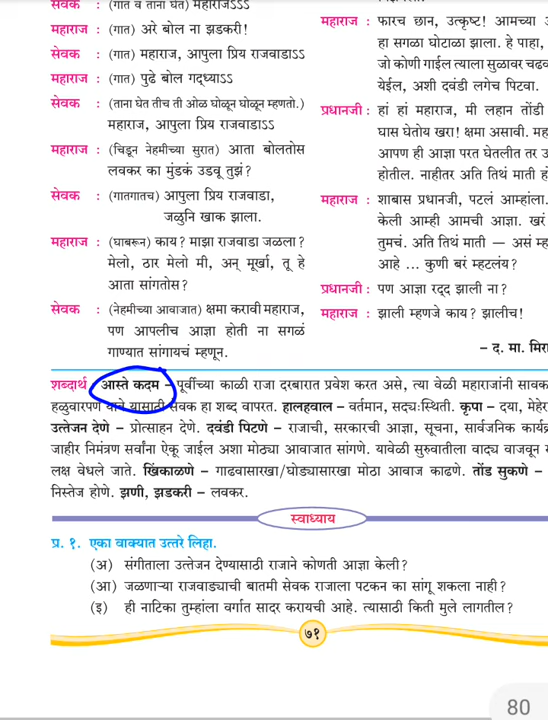 सेवक : (गात व ताना घेत) महाराजऽऽऽ
महाराज : (गात) अरे बोल ना झडकरी!
सेवक : (गात) महाराज, आपुला प्रिय राजवाडाऽऽ
महाराज : (गात) पुढे बोल गद्ध्याऽऽ
सेवक : (ताना घेत तीच ती ओळ घोळून घोळून म्हणतो.)
महाराज, आपुला प्रिय राजवाडाऽऽ
महाराज : (चिडून नेहमीच्या सुरात) आता बोलतोस
लवकर का मुंडकं उडवू तुझं?
सेवक : (गातगातच) आपुला प्रिय राजवाडा,
जळुनि खाक झाला.
महाराज : (घाबरून) काय? माझा राजवाडा जळला?
मेलो, ठार मेलो मी, अन् मूर्खा, तू हे
आता सांगतोस?
सेवक : (नेहमीच्या आवाजात) क्षमा करावी महाराज,
पण आपलीच आज्ञा होती ना सगळं
गाण्यात सांगायचं म्हणून.
महाराज : फारच छान, उत्कृष्ट! आमच्या
हा सगळा घोटाळा झाला. हे पाहा,
जो कोणी गाईल त्याला सुळावर चढव
येईल, अशी दवंडी लगेच पिटवा.
प्रधानजी : हां हां महाराज, मी लहान तोंडी
घास घेतोय खरा! क्षमा असावी. मह
आपण ही आज्ञा परत घेतलीत तर
होतील. नाहीतर अति तिथं माती
महाराज : शाबास प्रधानजी, पटलं आम्हांला.
केली आम्ही आमची आज्ञा. खरं
तुमचं. अति तिथं माती — असं म्ह
आहे ... कुणी बरं म्हटलंय?
प्रधानजी : पण आज्ञा रद्द झाली ना?
महाराज : झाली म्हणजे काय? झालीच!
– द. मा. मिरा
शब्दार्थ : आस्ते कदम – पूर्वीच्या काळी राजा दरबारात प्रवेश करत असे, त्या वेळी महाराजांनी सावक
हळुवारपणे यावे यासाठी सेवक हा शब्द वापरत. हालहवाल – वर्तमान, सद्यःस्थिती. कृपा – दया, मेहेर
उत्तेजन देणे – प्रोत्साहन देणे. दवंडी पिटणे – राजाची, सरकारची आज्ञा, सूचना, सार्वजनिक कार्यक्र
जाहीर निमंत्रण सर्वांना ऐकू जाईल अशा मोठ्या आवाजात सांगणे. यावेळी सुरुवातीला वाद्य वाजवून
लक्ष वेधले जाते. खिंकाळणे – गाढवासारखा/घोड्यासारखा मोठा आवाज काढणे. तोंड सुकणे –
निस्तेज होणे. झणी, झडकरी – लवकर.
स्वाध्याय
प्र. १. एका वाक्यात उत्तरे लिहा.
(अ) संगीताला उत्तेजन देण्यासाठी राजाने कोणती आज्ञा केली?
(आ) जळणाऱ्या राजवाड्याची बातमी सेवक राजाला पटकन का सांगू शकला नाही?
(इ) ही नाटिका तुम्हांला वर्गात सादर करायची आहे. त्यासाठी किती मुले लागतील?
७१
80